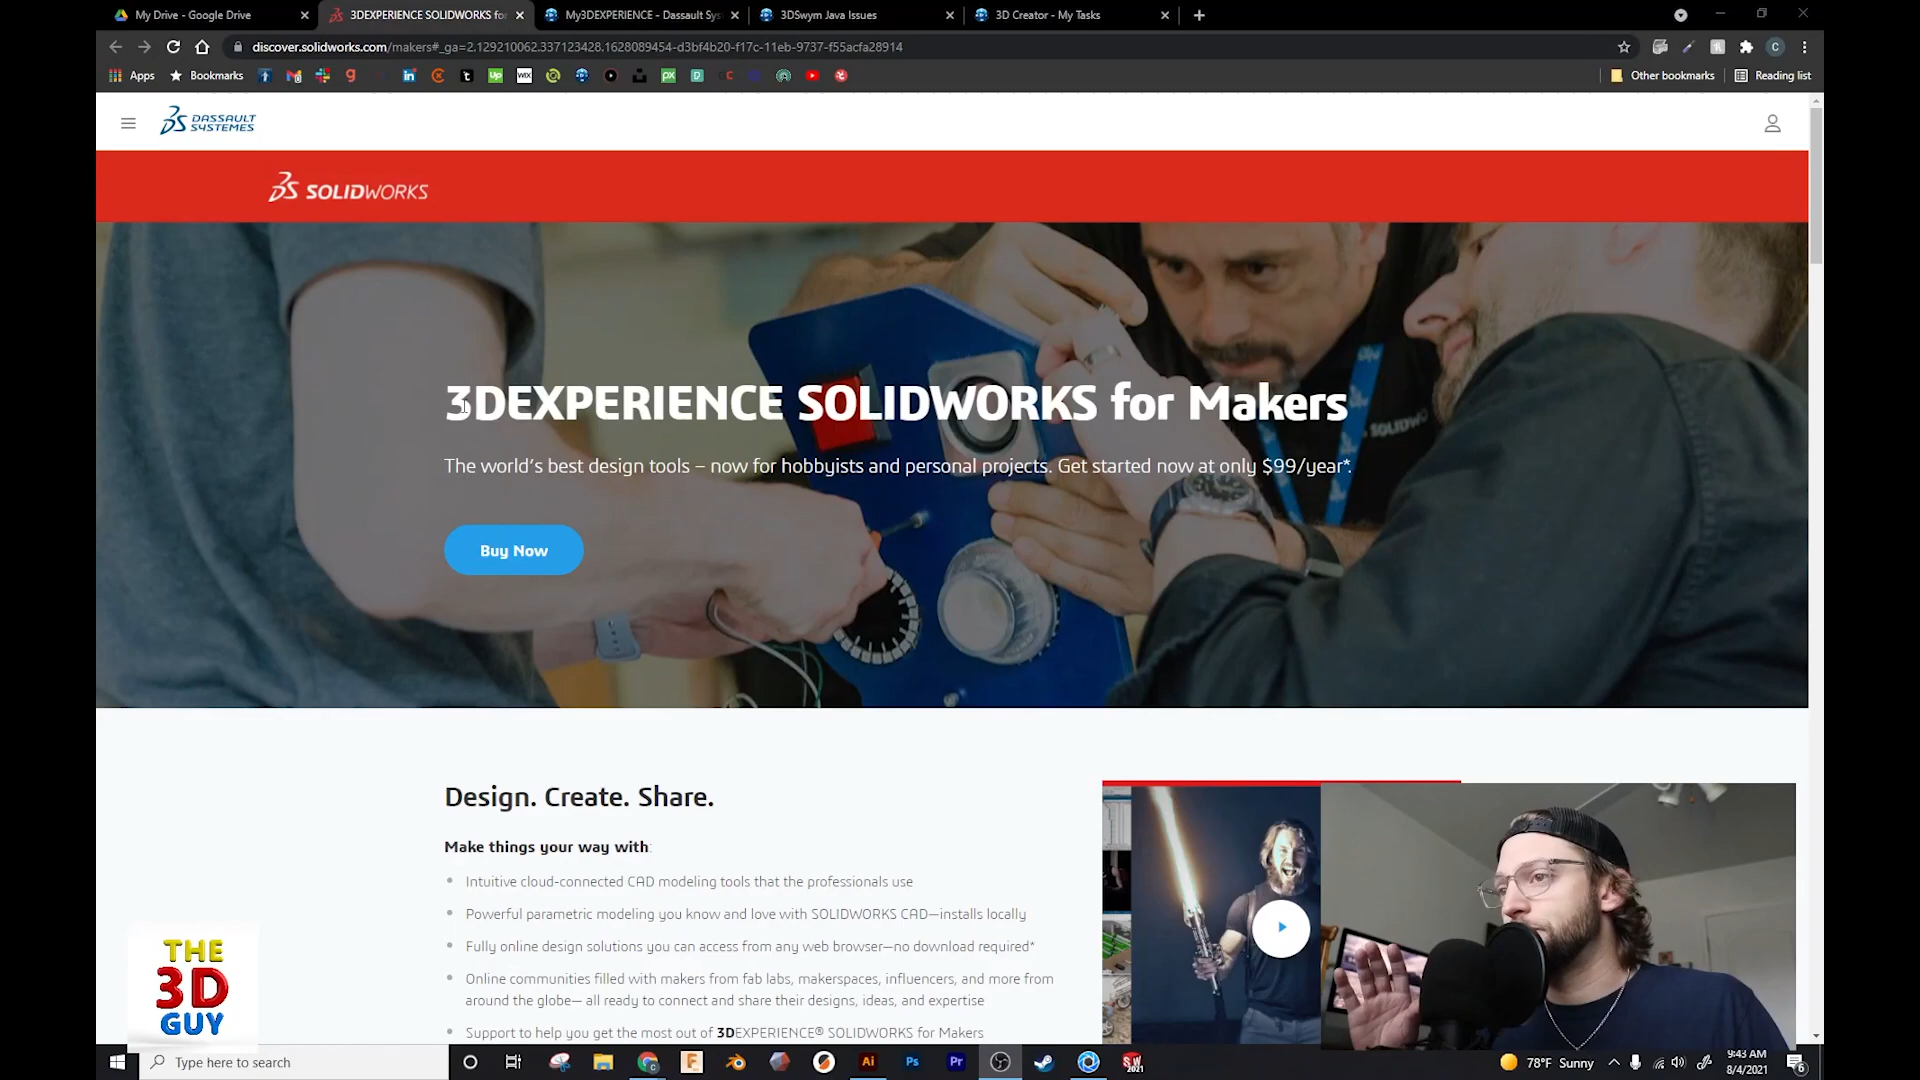 My Drive - Google Drive
3DEXPERIENCE SOLIDWORKS for
My3DEXPERIENCE - Dassault Sys
3DSwym Java Issues
3D Creator - My Tasks
discover.solidworks.com/makers#_ga=2.129210062.337123428.1628089454-d3bf4b20-f17c-11eb-9737-f55acfa28914
C
Apps
Bookmarks
Other bookmarks
Reading list
DASSAULT
SYSTEMES
SOLIDWORKS
3DEXPERIENCE SOLIDWORKS for Makers
The world's best design tools – now for hobbyists and personal projects. Get started now at only $99/year*.
Buy Now
Design. Create. Share.
Make things your way with:
Intuitive cloud-connected CAD modeling tools that the professionals use
Powerful parametric modeling you know and love with SOLIDWORKS CAD—installs locally
Fully online design solutions you can access from any web browser—no download required*
Online communities filled with makers from fab labs, makerspaces, influencers, and more from
around the globe— all ready to connect and share their designs, ideas, and expertise
Support to help you get the most out of 3DEXPERIENCE® SOLIDWORKS for Makers
THE
3D
GUY
Type here to search
Ai
Ps
Pr
SW
2021
78°F Sunny
9:43 AM
8/4/2021
6